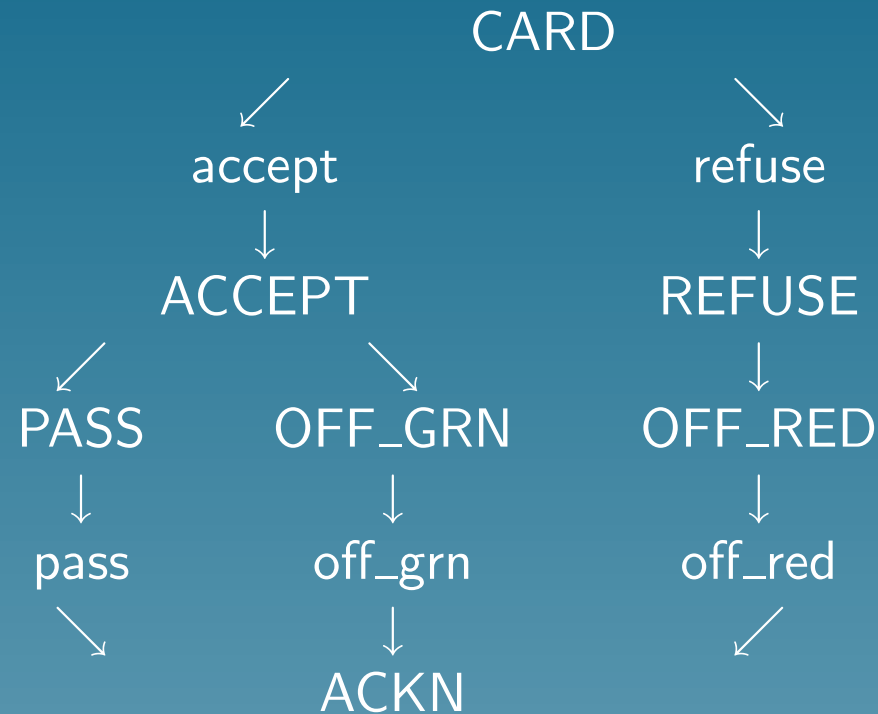 CARD
accept refuse
ACCEPT REFUSE
PASS OFF_GRN OFF_RED
pass off_grn off_red
ACKN